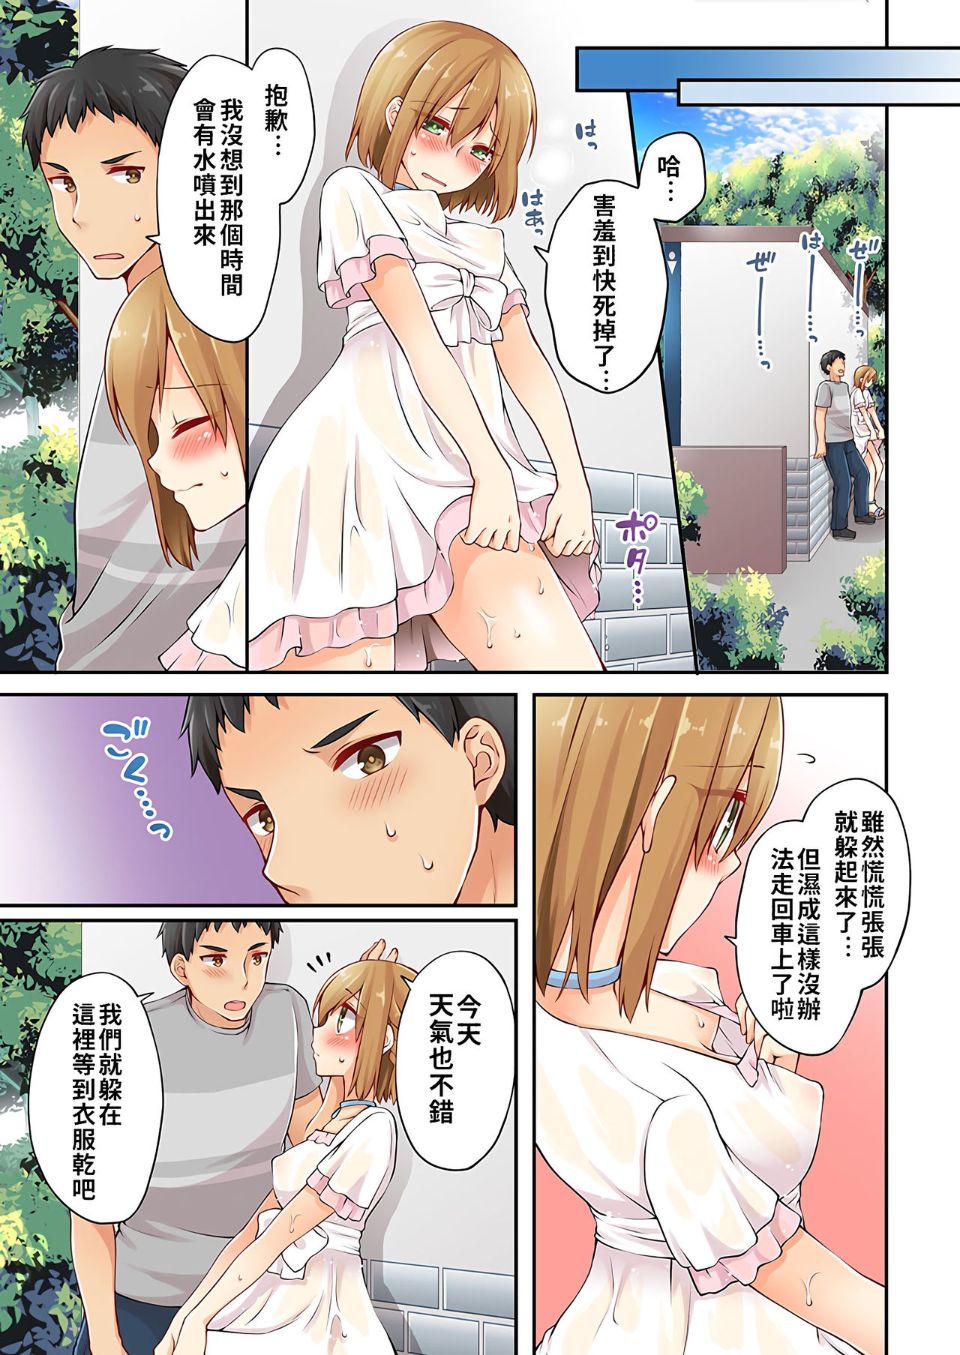 ぜー…っ
はー…っ
ぜー…っ
哈…
害羞到快死掉了…
はっ
はぁっ
ポタ…
抱歉…
我沒想到那個時間
會有水噴出來
雖然慌慌張張
就躲起來了…
但濕成這樣沒辦
法走回車上了啦
ごく…っ
今天
天氣也不錯
我們就躲在
這裡等到衣服乾吧